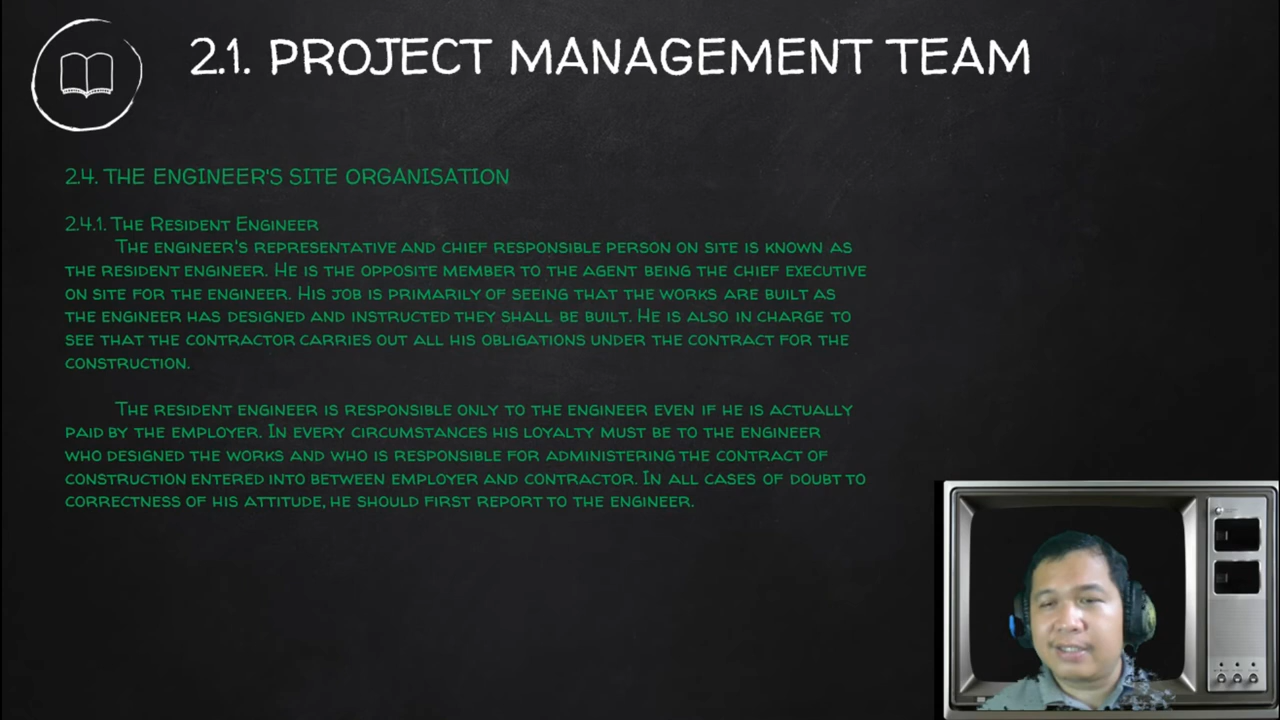 2.1. PROJECT MANAGEMENT TEAM
2.4. THE ENGINEER'S SITE ORGANISATION
2.4.1. THE RESIDENT ENGINEER
THE ENGINEER'S REPRESENTATIVE AND CHIEF RESPONSIBLE PERSON ON SITE IS KNOWN AS
THE RESIDENT ENGINEER. HE IS THE OPPOSITE MEMBER TO THE AGENT BEING THE CHIEF EXECUTIVE
ON SITE FOR THE ENGINEER. HIS JOB IS PRIMARILY OF SEEING THAT THE WORKS ARE BUILT AS
THE ENGINEER HAS DESIGNED AND INSTRUCTED THEY SHALL BE BUILT. HE IS ALSO IN CHARGE TO
SEE THAT THE CONTRACTOR CARRIES OUT ALL HIS OBLIGATIONS UNDER THE CONTRACT FOR THE
CONSTRUCTION.
THE RESIDENT ENGINEER IS RESPONSIBLE ONLY TO THE ENGINEER EVEN IF HE IS ACTUALLY
PAID BY THE EMPLOYER. IN EVERY CIRCUMSTANCES HIS LOYALTY MUST BE TO THE ENGINEER
WHO DESIGNED THE WORKS AND WHO IS RESPONSIBLE FOR ADMINISTERING THE CONTRACT OF
CONSTRUCTION ENTERED INTO BETWEEN EMPLOYER AND CONTRACTOR. IN ALL CASES OF DOUBT TO
CORRECTNESS OF HIS ATTITUDE, HE SHOULD FIRST REPORT TO THE ENGINEER.